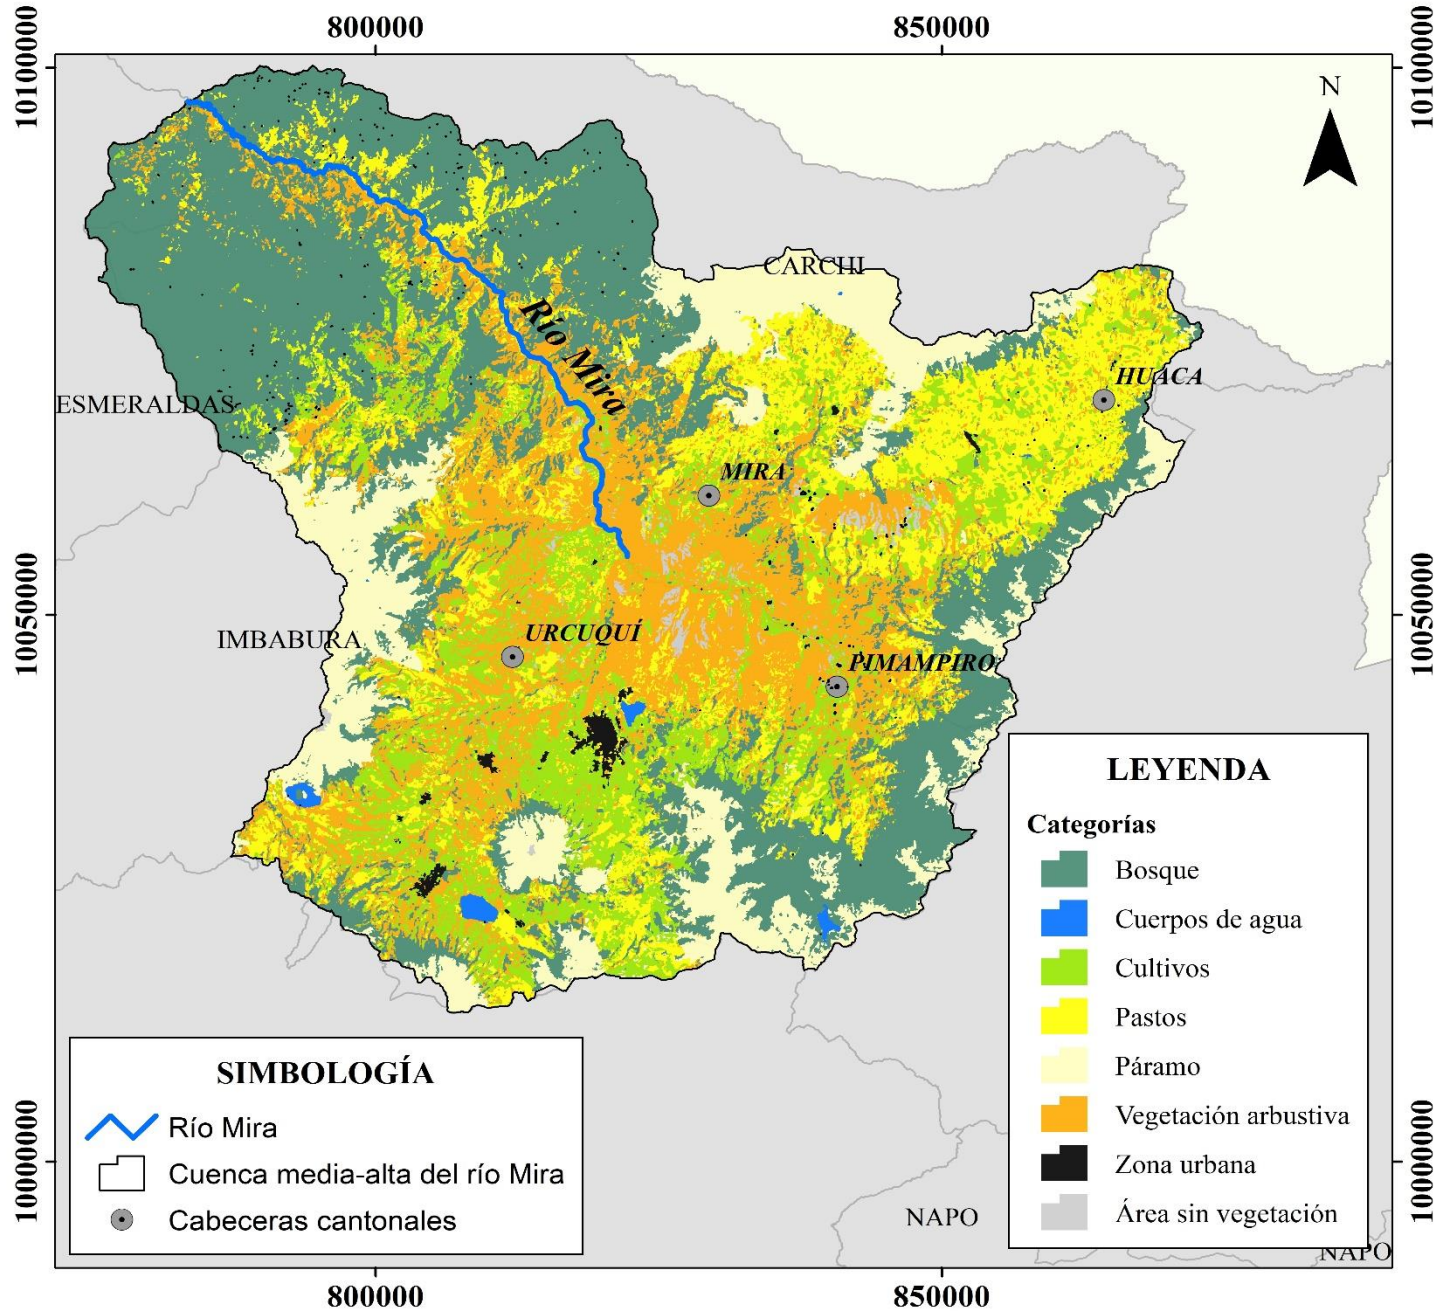 800000
850000
10100000
10100000
N
CARCHI
Río Mira
HUACA
ESMERALDAS
MIRA
10050000
10050000
IMBABURA
URCUQUÍ
PIMAMPIRO
LEYENDA
Categorías
Bosque
Cuerpos de agua
Cultivos
Pastos
Páramo
Vegetación arbustiva
Zona urbana
Área sin vegetación
SIMBOLOGÍA
Río Mira
Cuenca media-alta del río Mira
Cabeceras cantonales
10000000
10000000
NAPO
NAPO
800000
850000